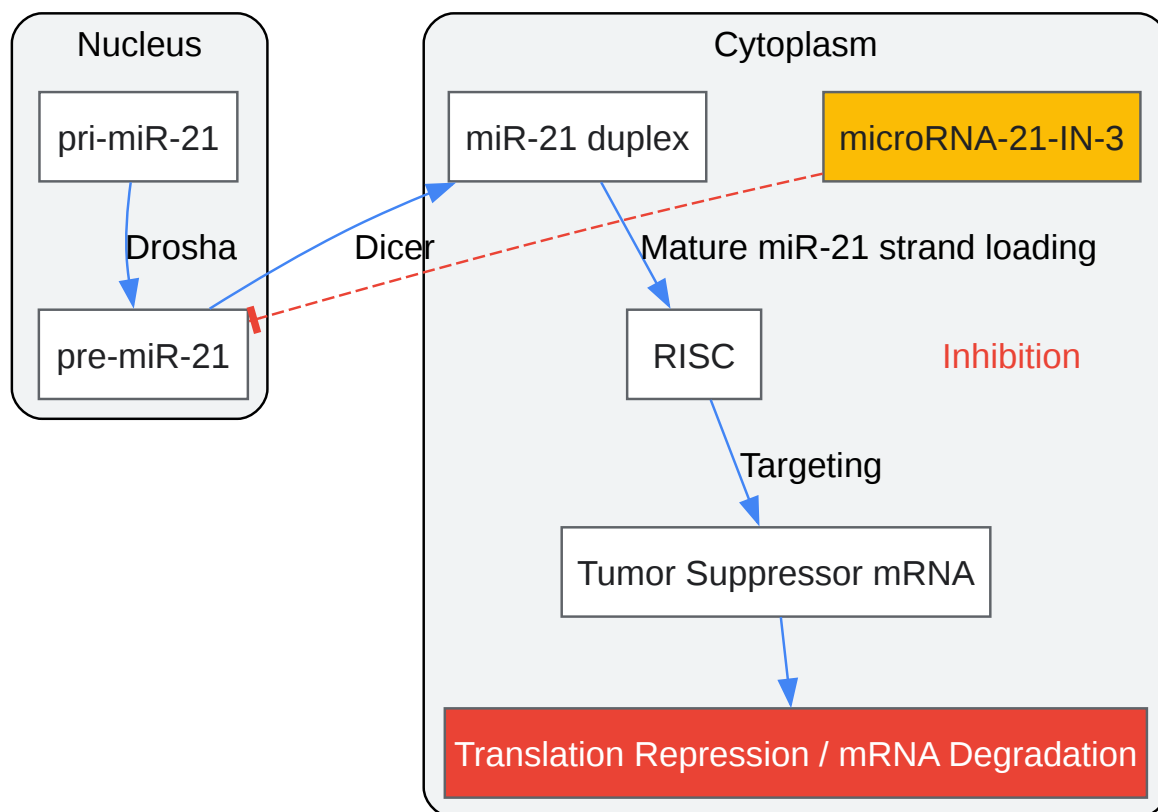 Nucleus
Cytoplasm
pri-miR-21
miR-21 duplex
microRNA-21-IN-3
Drosha
Dicer
Mature miR-21 strand loading
pre-miR-21
RISC
Inhibition
Targeting
Tumor Suppressor mRNA
Translation Repression / mRNA Degradation